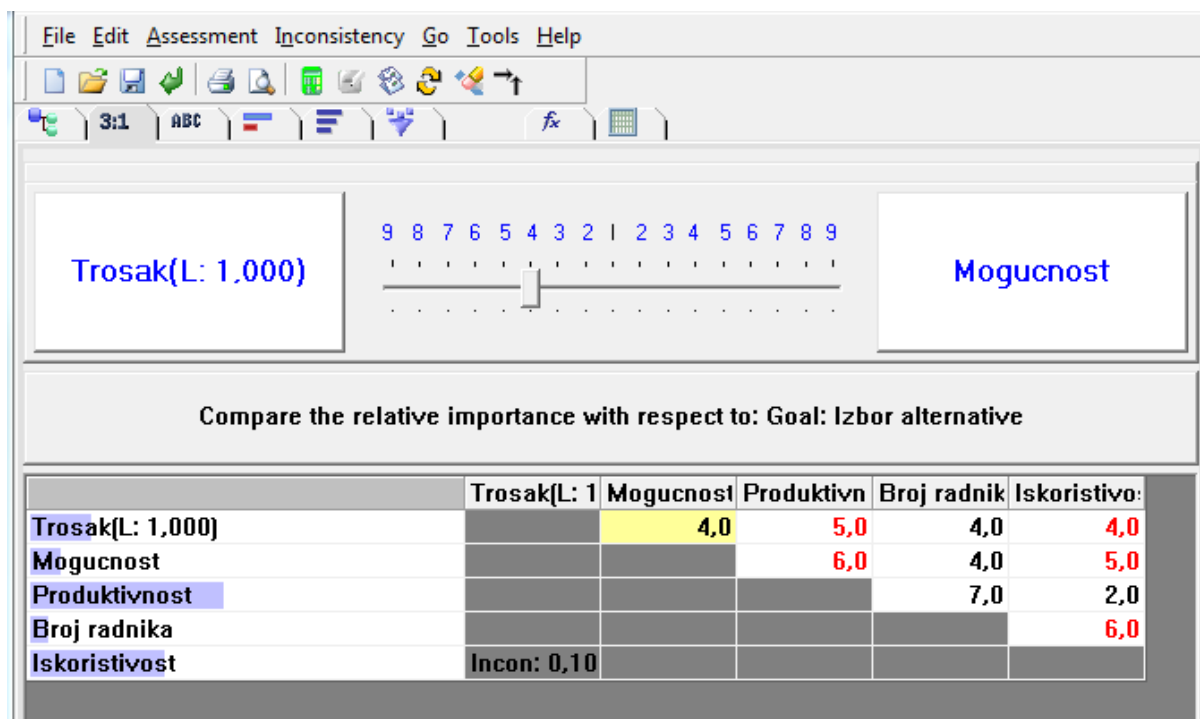 File Edit Assessment Inconsistency Go Tools Help
3:1 ABC fx
9 8 7 6 5 4 3 2 | 2 3 4 5 6 7 8 9
Trosak(L: 1,000) Mogucnost
Compare the relative importance with respect to: Goal: Izbor alternative
Trosak(L: 1 Mogucnost Produktivn Broj radnik Iskoristivo
Trosak(L: 1,000) 4,0 5,0 4,0 4,0
Mogucnost 6,0 4,0 5,0
Produktivnost 7,0 2,0
Broj radnika 6,0
Iskoristivost Incon: 0,10